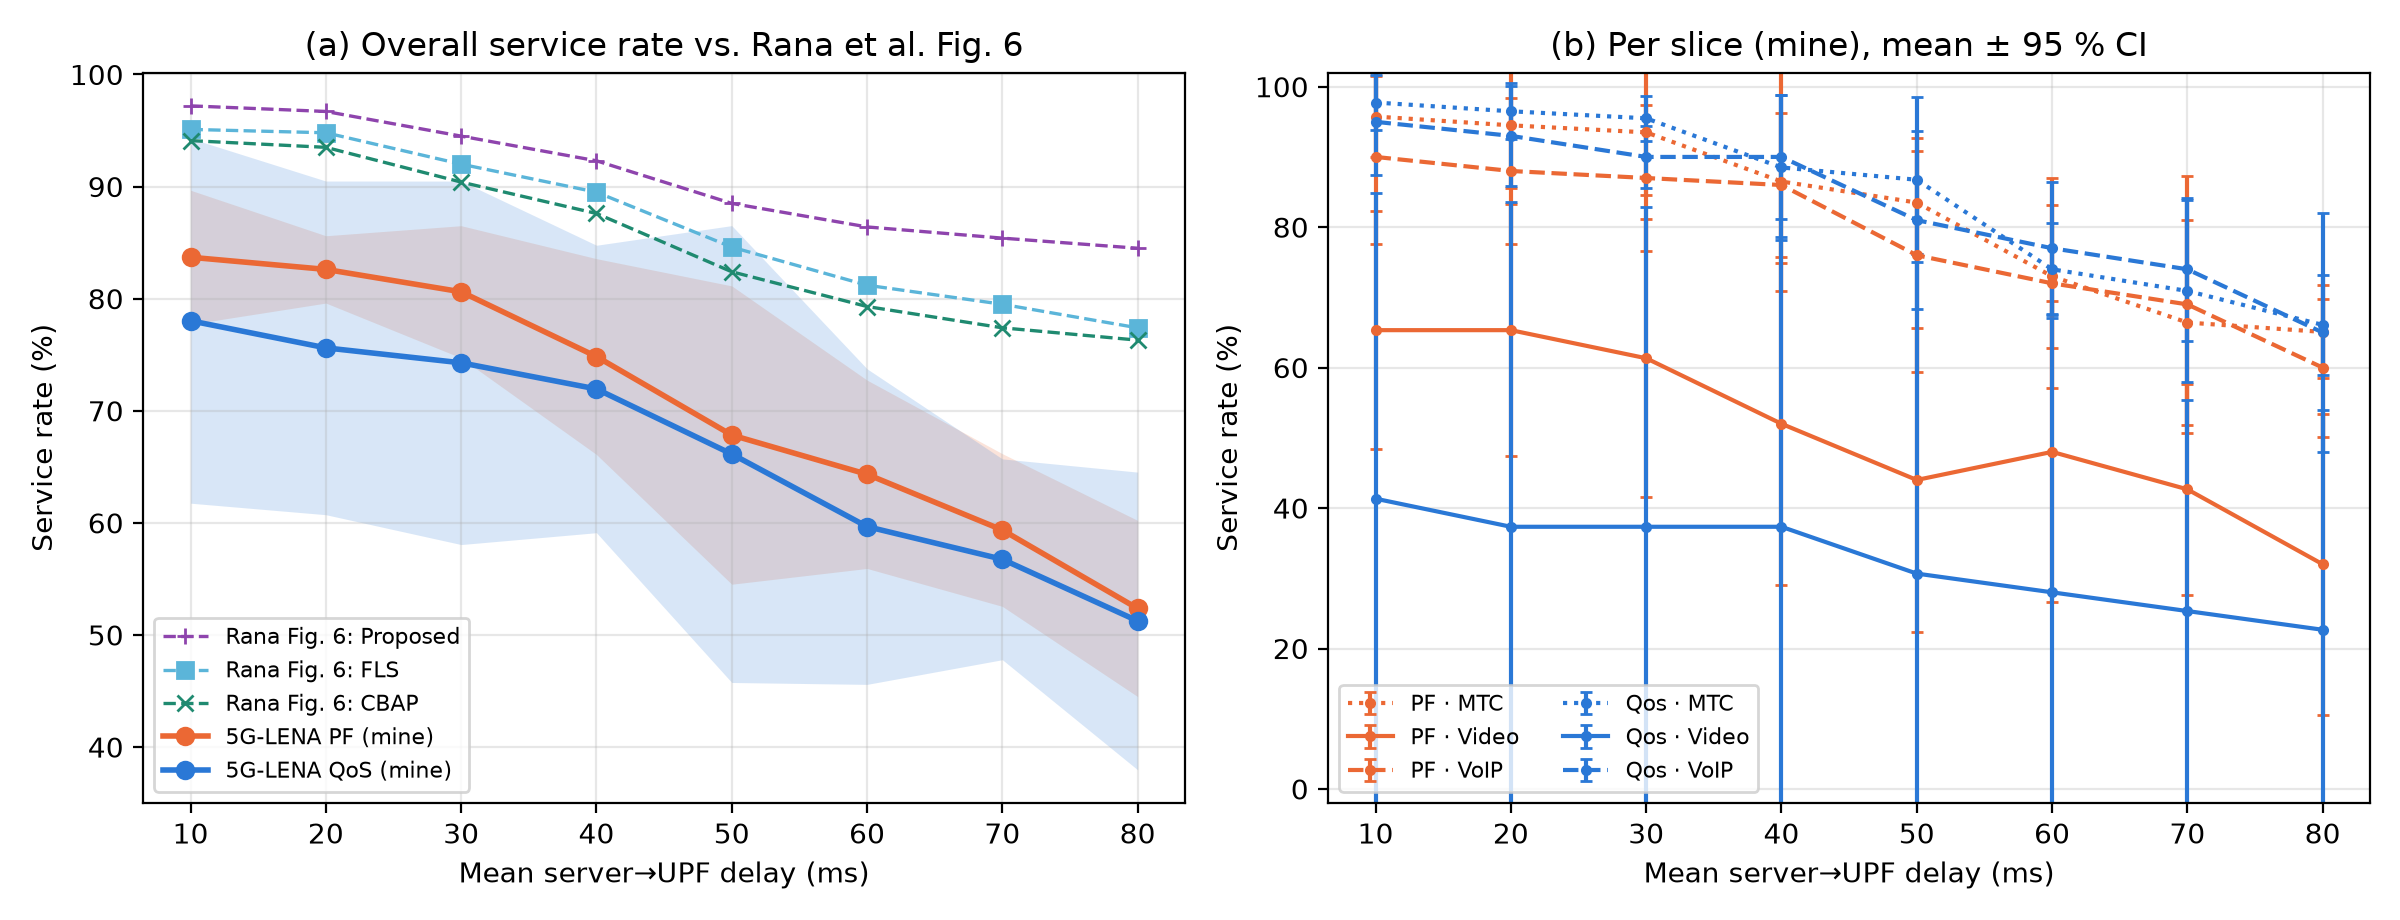 (a) Overall service rate vs. Rana et al. Fig. 6
100
90
80
70
60
50
40
Service rate (%)
Rana Fig. 6: Proposed
Rana Fig. 6: FLS
Rana Fig. 6: CBAP
5G-LENA PF (mine)
5G-LENA QoS (mine)
10 20 30 40 50 60 70 80
Mean server→UPF delay (ms)
(b) Per slice (mine), mean ± 95 % CI
100
80
60
40
20
0
Service rate (%)
PF · MTC
PF · Video
PF · VoIP
Qos · MTC
Qos · Video
Qos · VoIP
10 20 30 40 50 60 70 80
Mean server→UPF delay (ms)